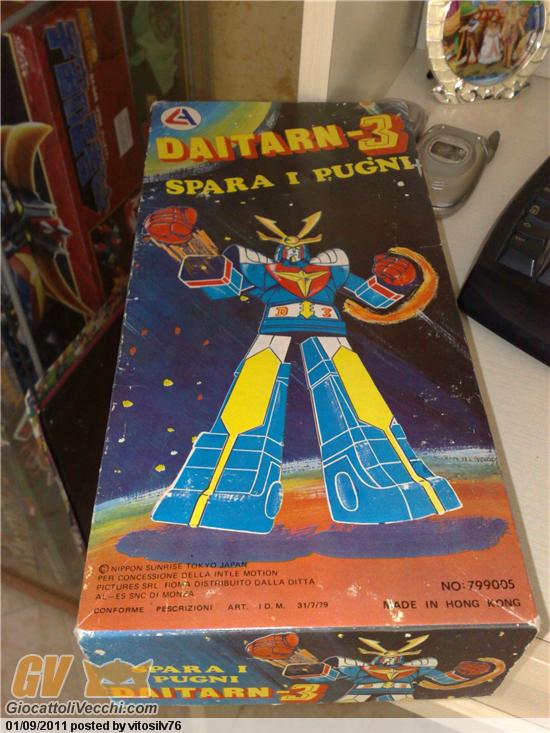 DAITARN-3
SPARA I PUGNI
D 3
© NIPPON SUNRISE TOKYO JAPAN
PER CONCESSIONE DELLA INTLE MOTION
PICTURES SRL. ROMA DISTRIBUITO DALLA DITTA
AL-ES SNC DI MONZA
CONFORME PESCRIZIONI ART. I D. M. 31/7/79
NO: 799005
MADE IN HONG KONG
SPARA I
PUGNI
DAITARN-3
GV
GiocattoliVecchi.com
01/09/2011 posted by vitosilv76